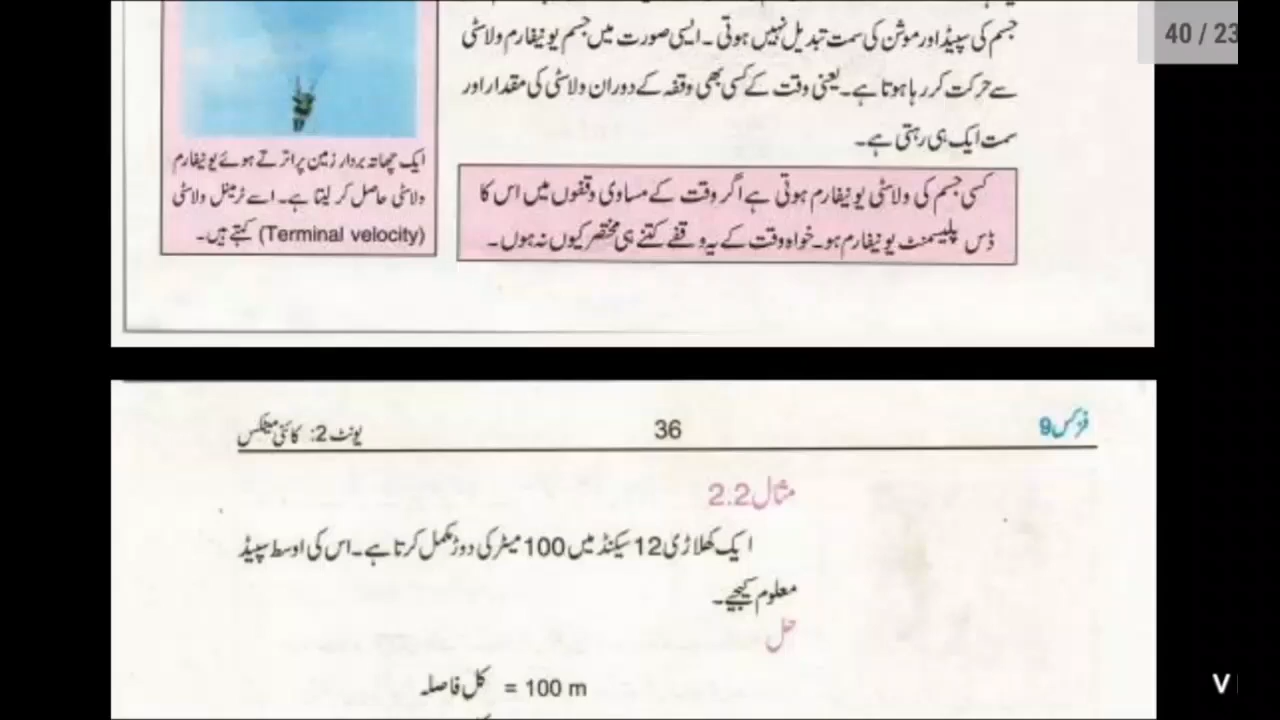 40 / 23
جسم کی سپیڈ اور موشن کی سمت تبدیل نہیں ہوتی۔ ایسی صورت میں جسم یونیفارم ولاسٹی
سے حرکت کر رہا ہوتا ہے۔ یعنی وقت کے کسی بھی وقفہ کے دوران ولاسٹی کی مقدار اور
سمت ایک ہی رہتی ہے۔
کسی جسم کی ولاسٹی یونیفارم ہوتی ہے اگر وقت کے مساوی وقفوں میں اس کا
ڈس پلیسمنٹ یونیفارم ہو۔ خواہ وقت کے یہ وقفے کتنے ہی مختصر کیوں نہ ہوں۔
ایک چھاتہ بردار زمین پر اترتے ہوئے یونیفارم
ولاسٹی حاصل کر لیتا ہے۔ اسے ٹرمینل ولاسٹی
(Terminal velocity) کہتے ہیں۔
فزکس 9
36
یونٹ 2: کائنی میٹکس
مثال 2.2
ایک کھلاڑی 12 سیکنڈ میں 100 میٹر کی دوڑ مکمل کرتا ہے۔ اس کی اوسط سپیڈ
معلوم کیجیے۔
حل
کل فاصلہ = 100 m
V